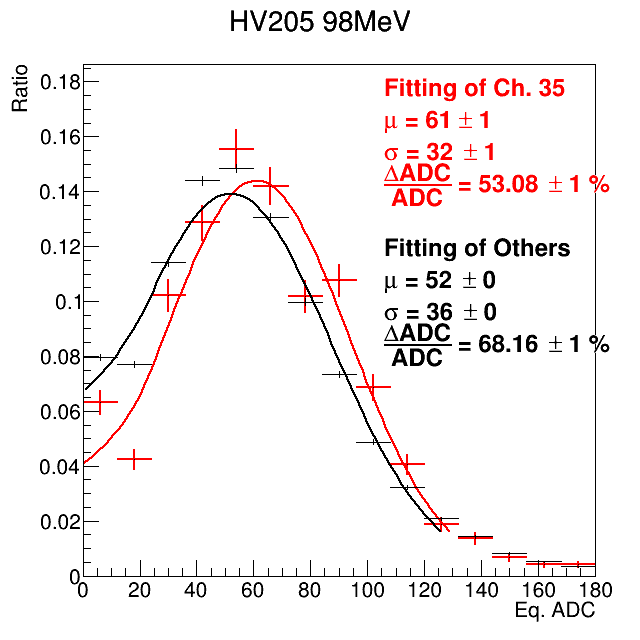 HV205 98MeV
Ratio
0.18
0.16
0.14
0.12
0.1
0.08
0.06
0.04
0.02
0
Fitting of Ch. 35
μ = 61 ± 1
σ = 32 ± 1
ΔADC
ADC
= 53.08 ± 1 %
Fitting of Others
μ = 52 ± 0
σ = 36 ± 0
ΔADC
ADC
= 68.16 ± 1 %
0 20 40 60 80 100 120 140 160 180
Eq. ADC